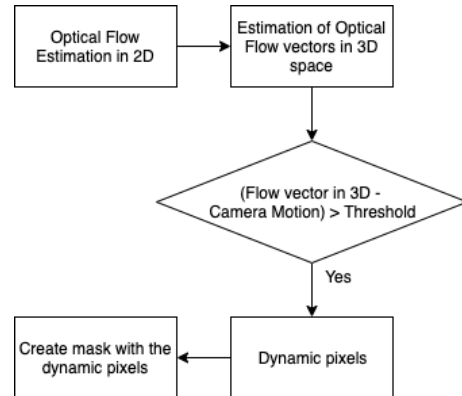 Optical Flow
Estimation in 2D
Estimation of Optical
Flow vectors in 3D
space
(Flow vector in 3D -
Camera Motion) > Threshold
Yes
Create mask with the
dynamic pixels
Dynamic pixels